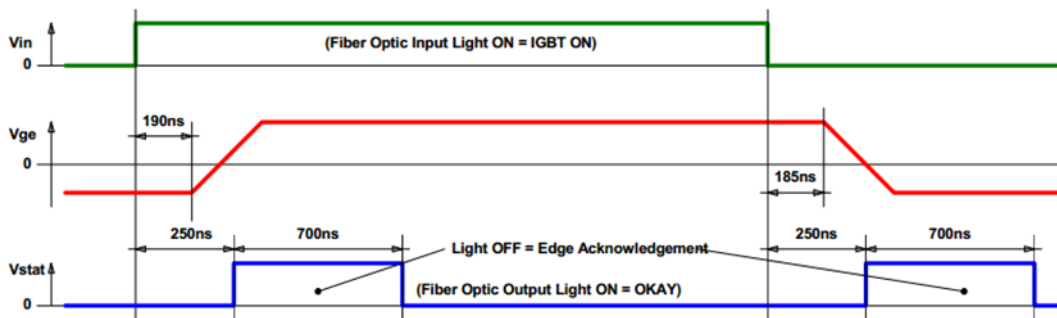 Vin
0
(Fiber Optic Input Light ON = IGBT ON)
190ns
Vge
0
185ns
250ns
700ns
Light OFF = Edge Acknowledgement
250ns
700ns
Vstat
0
(Fiber Optic Output Light ON = OKAY)